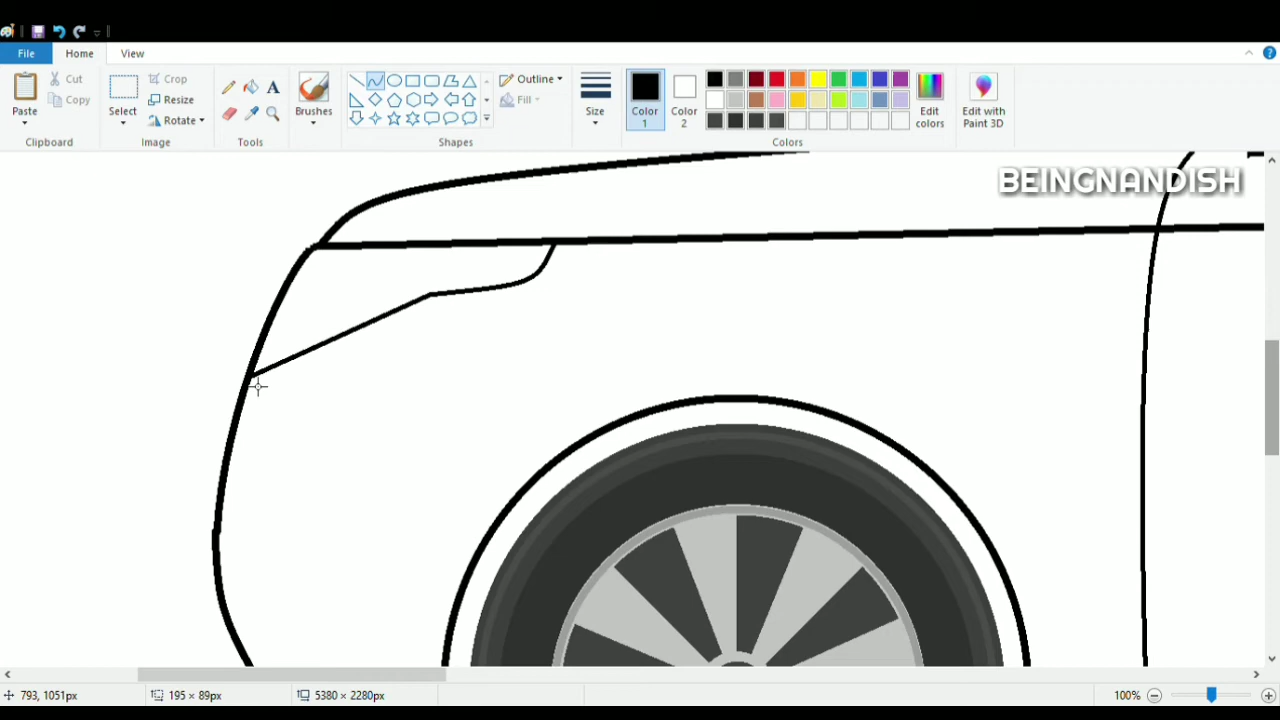 File Home View
Paste Cut Copy Clipboard
Select Crop Resize Rotate Image
Tools
Brushes
Shapes
Outline Fill
Size
Color 1
Color 2
Edit colors
Colors
Edit with Paint 3D
BEINGNANDISH
793, 1051px 195 × 89px 5380 × 2280px 100%